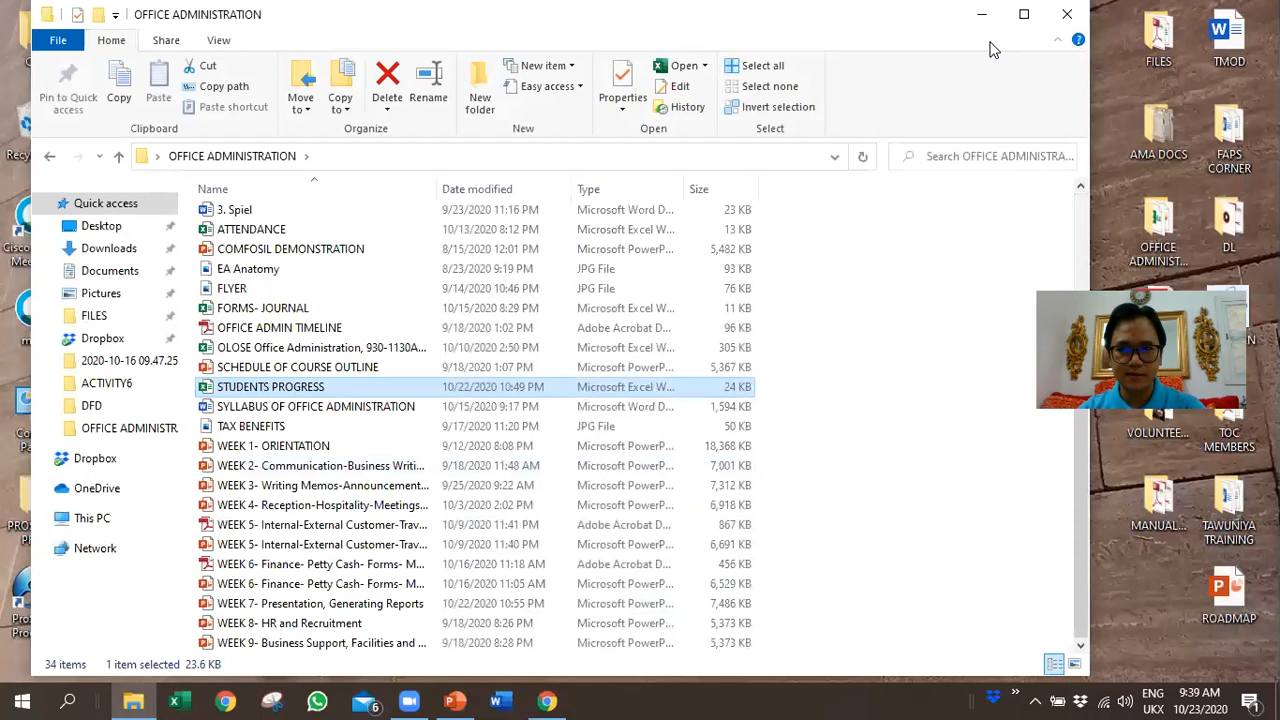 OFFICE ADMINISTRATION
File
Home
Share
View
Pin to Quick
access
Copy
Paste
Cut
Copy path
Paste shortcut
Clipboard
Move
to
Copy
to
Delete
Rename
Organize
New
folder
New item
Easy access
New
Properties
Open
Edit
History
Open
Select all
Select none
Invert selection
Select
OFFICE ADMINISTRATION
Search OFFICE ADMINISTRA...
Name Date modified Type Size
Quick access
Desktop
Downloads
Documents
Pictures
FILES
Dropbox
2020-10-16 09.47.25
ACTIVITY6
DFD
OFFICE ADMINISTR
Dropbox
OneDrive
This PC
Network
3. Spiel 9/23/2020 11:16 PM Microsoft Word D... 23 KB
ATTENDANCE 10/13/2020 8:12 PM Microsoft Excel W... 13 KB
COMFOSIL DEMONSTRATION 8/15/2020 12:01 PM Microsoft PowerP... 5,482 KB
EA Anatomy 8/23/2020 9:19 PM JPG File 93 KB
FLYER 9/14/2020 10:46 PM JPG File 76 KB
FORMS- JOURNAL 10/15/2020 8:29 PM Microsoft Excel W... 11 KB
OFFICE ADMIN TIMELINE 9/18/2020 1:02 PM Adobe Acrobat D... 96 KB
OLOSE Office Administration, 930-1130A... 10/10/2020 2:50 PM Microsoft Excel W... 305 KB
SCHEDULE OF COURSE OUTLINE 9/18/2020 1:07 PM Microsoft PowerP... 5,367 KB
STUDENTS PROGRESS 10/22/2020 10:49 PM Microsoft Excel W... 24 KB
SYLLABUS OF OFFICE ADMINISTRATION 10/15/2020 9:17 PM Microsoft Word D... 1,594 KB
TAX BENEFITS 9/17/2020 11:20 PM JPG File 50 KB
WEEK 1- ORIENTATION 9/12/2020 8:08 PM Microsoft PowerP... 18,368 KB
WEEK 2- Communication-Business Writi... 9/18/2020 11:48 AM Microsoft PowerP... 7,001 KB
WEEK 3- Writing Memos-Announcement... 9/25/2020 9:22 AM Microsoft PowerP... 7,312 KB
WEEK 4- Reception-Hospitality-Meetings... 10/3/2020 2:02 PM Microsoft PowerP... 6,918 KB
WEEK 5- Internal-External Customer-Trav... 10/9/2020 11:41 PM Adobe Acrobat D... 867 KB
WEEK 5- Internal-External Customer-Trav... 10/9/2020 11:40 PM Microsoft PowerP... 6,691 KB
WEEK 6- Finance- Petty Cash- Forms- M... 10/16/2020 11:18 AM Adobe Acrobat D... 456 KB
WEEK 6- Finance- Petty Cash- Forms- M... 10/16/2020 11:05 AM Microsoft PowerP... 6,529 KB
WEEK 7- Presentation, Generating Reports 10/22/2020 10:55 PM Microsoft PowerP... 7,486 KB
WEEK 8- HR and Recruitment 9/18/2020 8:28 PM Microsoft PowerP... 5,373 KB
WEEK 9- Business Support, Facilities and ... 9/18/2020 8:28 PM Microsoft PowerP... 5,373 KB
34 items 1 item selected 23.6 KB
FILES
TMOD
AMA DOCS
FAPS
CORNER
OFFICE
ADMINIST...
DL
VOLUNTEE...
TOC
MEMBERS
MANUAL...
TAWUNIYA
TRAINING
ROADMAP
6
ENG
UKX
9:39 AM
10/23/2020
1